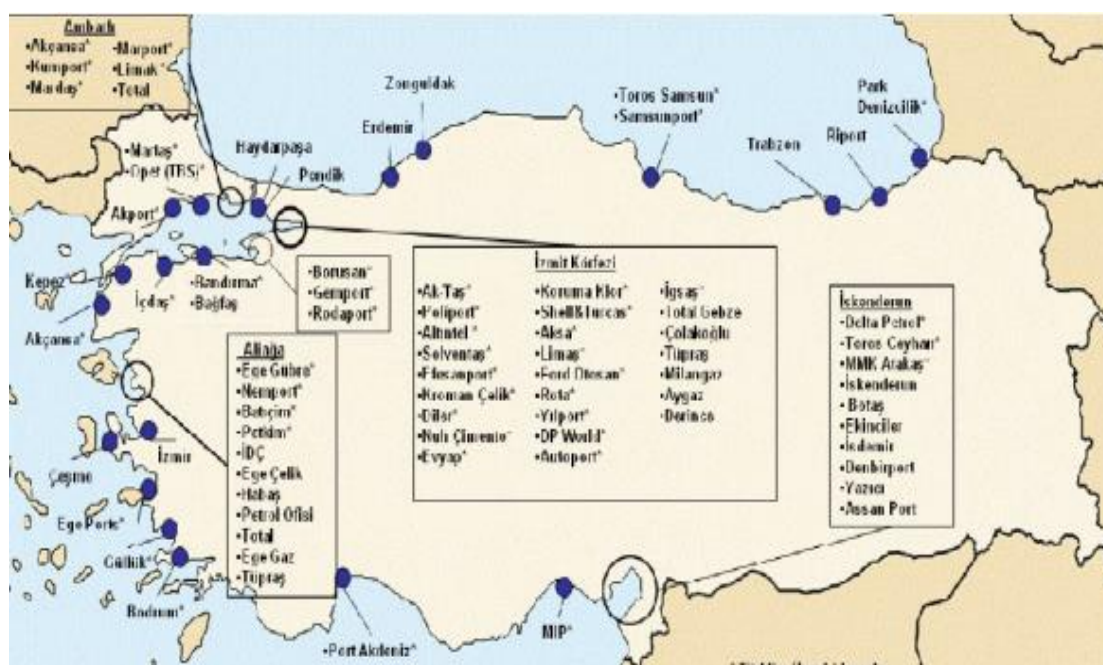 Ambarlı
•Akçansa* •Marport*
•Kumport* •Limak*
•Mardaş* •Total
Zonguldak
Erdemir
•Toros Samsun*
•Samsunport*
Park
Denizcilik*
Riport
Trabzon
•Martaş*
•Opet (TBS)*
Haydarpaşa
Pendik
Akport*
Kepez*
İçdaş*
•Bandırma*
•Bağfaş
Akçansa*
•Borusan*
•Gemport*
•Rodaport*
İzmit Körfezi
•Ak-Taş* •Koruma Klor* •İgsaş*
•Poliport* •Shell&Turcas* •Total Gebze
•Altıntel* •Aksa* •Çolakoğlu
•Solventaş* •Limaş* •Tüpraş
•Efesanport* •Ford Otosan* •Milangaz
•Kroman Çelik* •Rota* •Aygaz
•Diler* •Yılport* •Derince
•Nuh Çimento* •DP World*
•Evyap* •Autoport*
İskenderun
•Delta Petrol*
•Toros Ceyhan*
•MMK Atakaş*
•İskenderun
•Botaş
•Ekinciler
•İsdemir
•Denbirport
•Yazıcı
•Assan Port
Aliağa
•Ege Gübre*
•Nemport*
•Batıçim*
•Petkim*
•İDÇ
•Ege Çelik
•Habaş
•Petrol Ofisi
•Total
•Ege Gaz
•Tüpraş
İzmir
Çeşme
Ege Ports*
Güllük*
Bodrum*
•Port Akdeniz*
MIP*